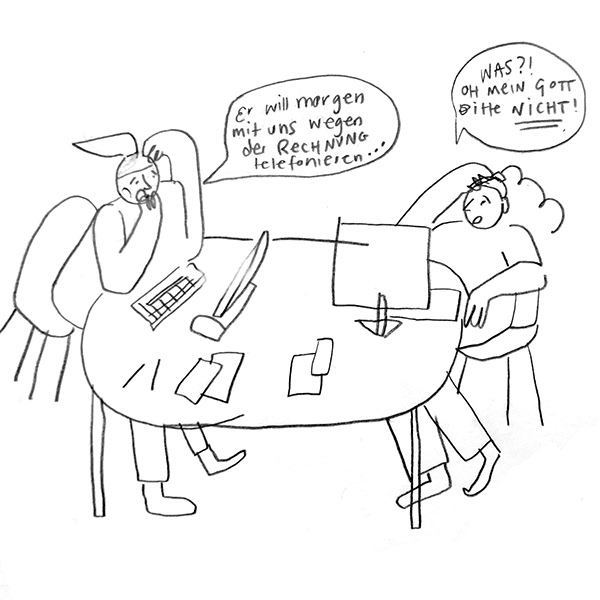 Er will morgen
mit uns wegen
der RECHNUNG
telefonieren...
WAS?!
OH MEIN GOTT
Bitte NICHT!